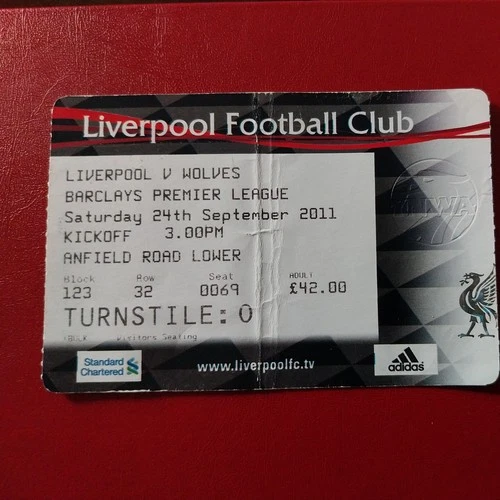 Liverpool Football Club
LIVERPOOL V WOLVES
BARCLAYS PREMIER LEAGUE
Saturday 24th September 2011
KICKOFF 3.00PM
ANFIELD ROAD LOWER
Block Row Seat ADULT
123 32 0069 £42.00
TURNSTILE: O
Visitors Seating
Standard Chartered
www.liverpoolfc.tv
adidas